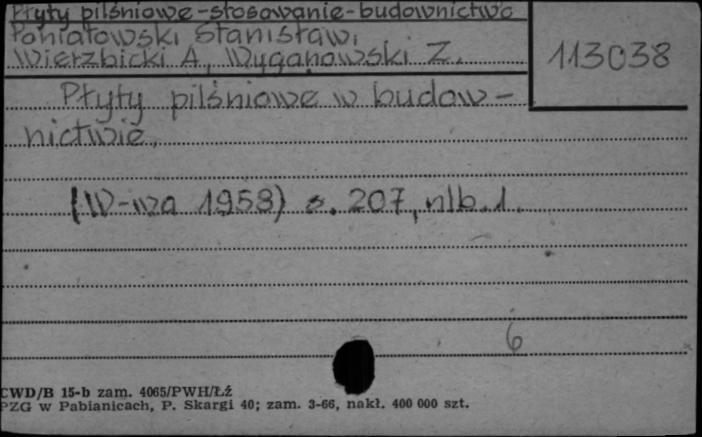 Płyty pilśniowe - stosowanie - budownictwo
Poniatowski Stanisław,
Wierzbicki A., Wyganowski Z.
113038
Płyty pilśniowe w budow-
nictwie.
(W-wa 1958) s. 207, nlb. 1.
6
CWD/B 15-b zam. 4065/PWH/Łź
PZG w Pabianicach, P. Skargi 40; zam. 3-66, nakł. 400 000 szt.